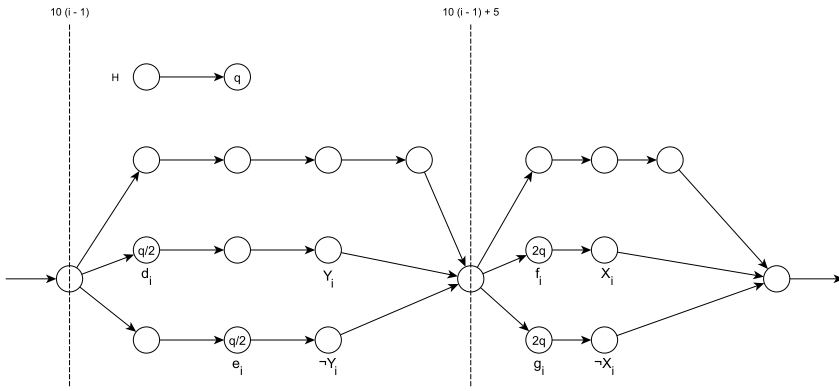 10 (i - 1)
10 (i - 1) + 5
H
q
q/2
2q
d_i
Y_i
f_i
X_i
q/2
2q
e_i
¬Y_i
g_i
¬X_i